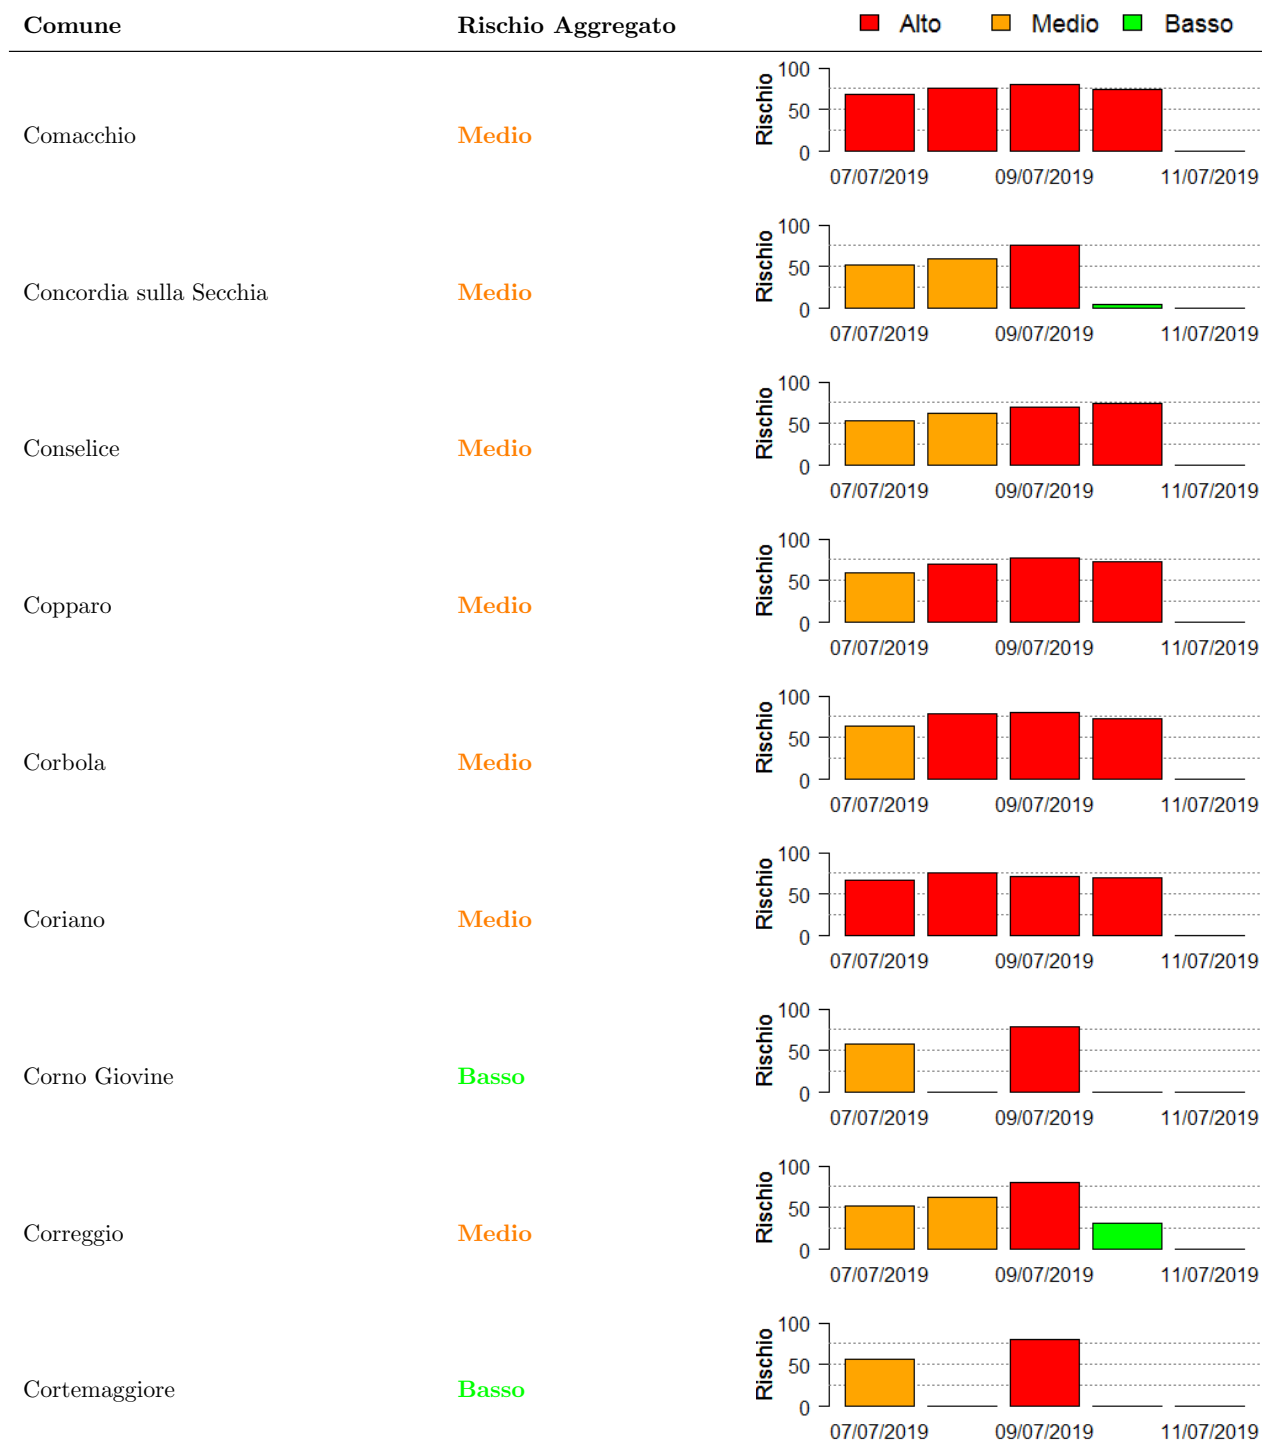 Comune Rischio Aggregato Alto Medio Basso
100
50
0
Rischio
Comacchio Medio
07/07/2019 09/07/2019 11/07/2019
100
50
0
Rischio
Concordia sulla Secchia Medio
07/07/2019 09/07/2019 11/07/2019
100
50
0
Rischio
Conselice Medio
07/07/2019 09/07/2019 11/07/2019
100
50
0
Rischio
Copparo Medio
07/07/2019 09/07/2019 11/07/2019
100
50
0
Rischio
Corbola Medio
07/07/2019 09/07/2019 11/07/2019
100
50
0
Rischio
Coriano Medio
07/07/2019 09/07/2019 11/07/2019
100
50
0
Rischio
Corno Giovine Basso
07/07/2019 09/07/2019 11/07/2019
100
50
0
Rischio
Correggio Medio
07/07/2019 09/07/2019 11/07/2019
100
50
0
Rischio
Cortemaggiore Basso
07/07/2019 09/07/2019 11/07/2019